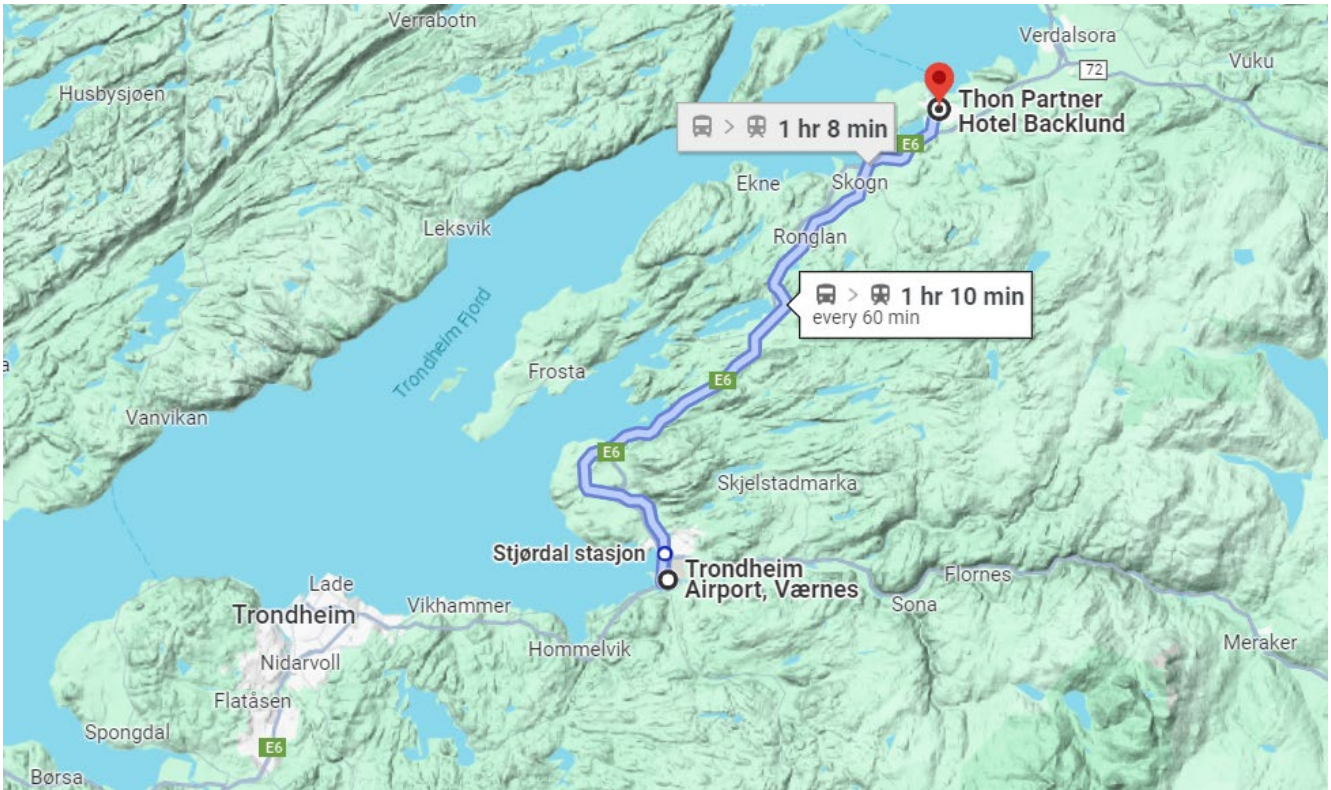 Verrabotn
Verdalsora
72
Vuku
Husbysjøen
Thon Partner
Hotel Backlund
> 1 hr 8 min
E6
Ekne
Skogn
Leksvik
Ronglan
> 1 hr 10 min
every 60 min
Trondheim Fjord
Frosta
E6
a
Vanvikan
E6
Skjelstadmarka
Stjørdal stasjon
Trondheim
Airport, Værnes
Flornes
Lade
Vikhammer
Sona
Trondheim
Hommelvik
Meraker
Nidarvoll
Flatåsen
Spongdal
E6
Børsa